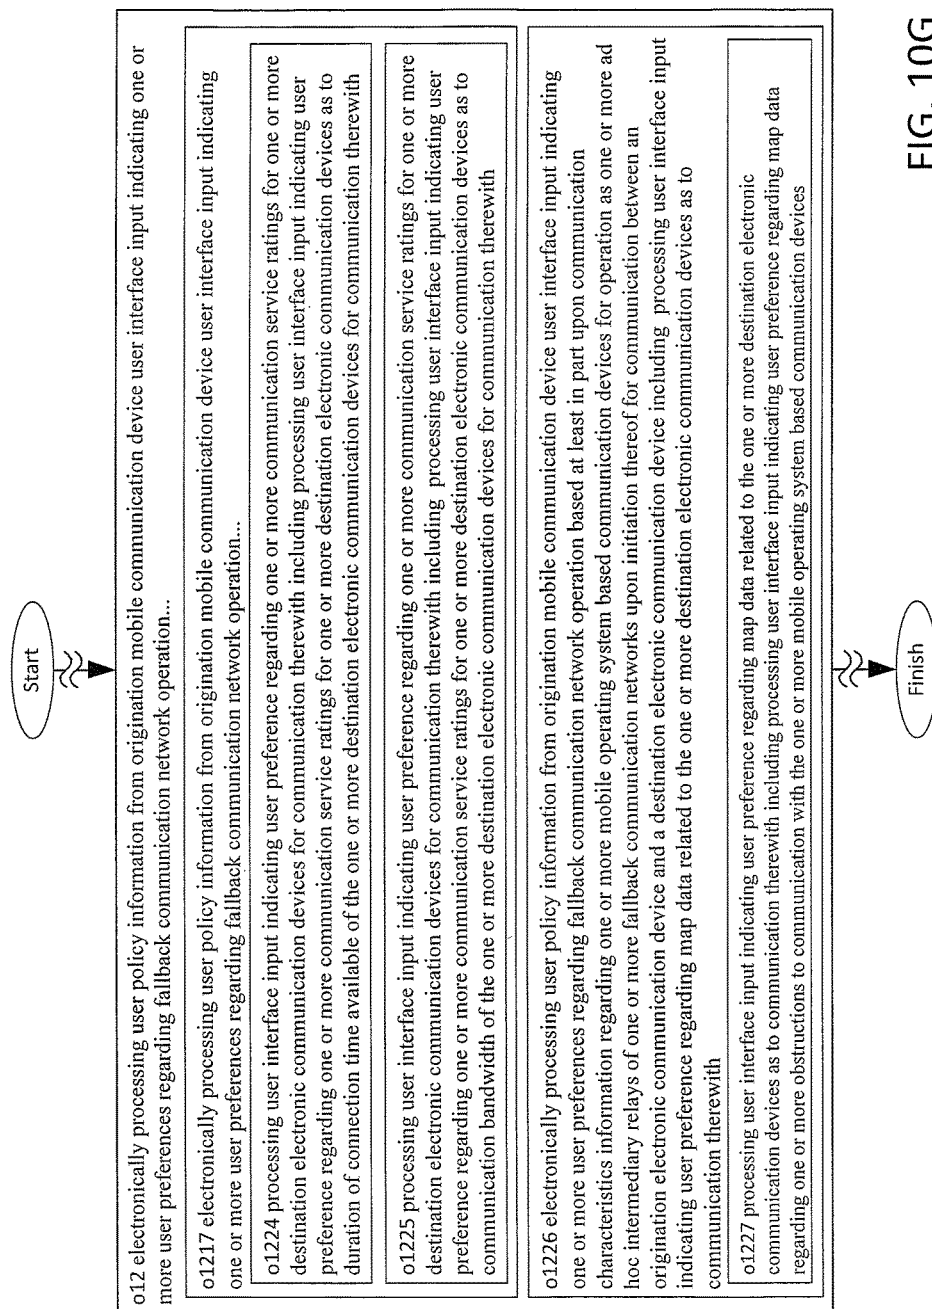 Start
o12 electronically processing user policy information from origination mobile communication device user interface input indicating one or
more user preferences regarding fallback communication network operation....
o1217 electronically processing user policy information from origination mobile communication device user interface input indicating
one or more user preferences regarding fallback communication network operation...
o1224 processing user interface input indicating user preference regarding one or more communication service ratings for one or more
destination electronic communication devices for communication therewith including processing user interface input indicating user
preference regarding one or more communication service ratings for one or more destination electronic communication devices as to
duration of connection time available of the one or more destination electronic communication devices for communication therewith
o1225 processing user interface input indicating user preference regarding one or more communication service ratings for one or more
destination electronic communication devices for communication therewith including processing user interface input indicating user
preference regarding one or more communication service ratings for one or more destination electronic communication devices as to
communication bandwidth of the one or more destination electronic communication devices for communication therewith
o1226 electronically processing user policy information from origination mobile communication device user interface input indicating
one or more user preferences regarding fallback communication network operation based at least in part upon communication
characteristics information regarding one or more mobile operating system based communication devices for operation as one or more ad
hoc intermediary relays of one or more fallback communication networks upon initiation thereof for communication between an
origination electronic communication device and a destination electronic communication device including processing user interface input
indicating user preference regarding map data related to the one or more destination electronic communication devices as to
communication therewith
o1227 processing user interface input indicating user preference regarding map data related to the one or more destination electronic
communication devices as to communication therewith including processing user interface input indicating user preference regarding map data
regarding one or more obstructions to communication with the one or more mobile operating system based communication devices
Finish
FIG. 10G